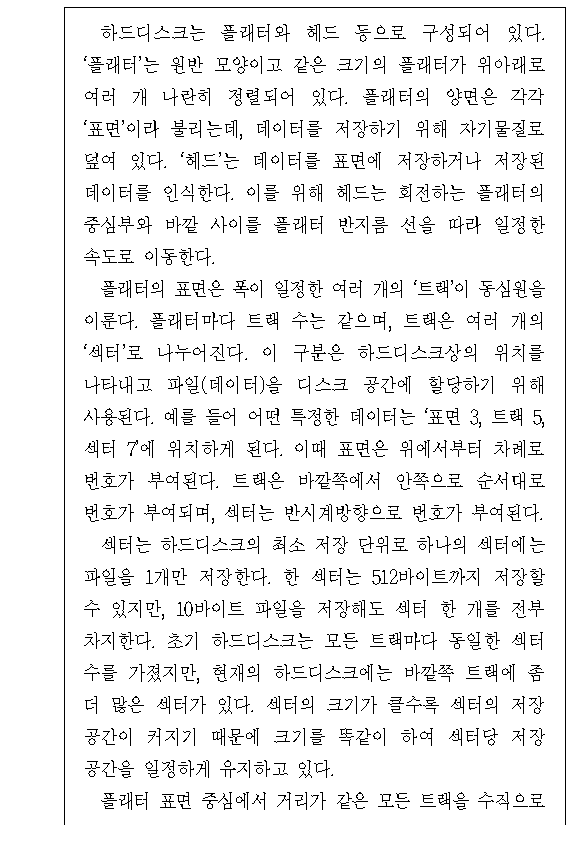 하드디스크는 플래터와 헤드 등으로 구성되어 있다.
‘플래터’는 원반 모양이고 같은 크기의 플래터가 위아래로
여러 개 나란히 정렬되어 있다. 플래터의 양면은 각각
‘표면’이라 불리는데, 데이터를 저장하기 위해 자기물질로
덮여 있다. ‘헤드’는 데이터를 표면에 저장하거나 저장된
데이터를 인식한다. 이를 위해 헤드는 회전하는 플래터의
중심부와 바깥 사이를 플래터 반지름 선을 따라 일정한
속도로 이동한다.
플래터의 표면은 폭이 일정한 여러 개의 ‘트랙’이 동심원을
이룬다. 플래터마다 트랙 수는 같으며, 트랙은 여러 개의
‘섹터’로 나누어진다. 이 구분은 하드디스크상의 위치를
나타내고 파일(데이터)을 디스크 공간에 할당하기 위해
사용된다. 예를 들어 어떤 특정한 데이터는 ‘표면 3, 트랙 5,
섹터 7’에 위치하게 된다. 이때 표면은 위에서부터 차례로
번호가 부여된다. 트랙은 바깥쪽에서 안쪽으로 순서대로
번호가 부여되며, 섹터는 반시계방향으로 번호가 부여된다.
섹터는 하드디스크의 최소 저장 단위로 하나의 섹터에는
파일을 1개만 저장한다. 한 섹터는 512바이트까지 저장할
수 있지만, 10바이트 파일을 저장해도 섹터 한 개를 전부
차지한다. 초기 하드디스크는 모든 트랙마다 동일한 섹터
수를 가졌지만, 현재의 하드디스크에는 바깥쪽 트랙에 좀
더 많은 섹터가 있다. 섹터의 크기가 클수록 섹터의 저장
공간이 커지기 때문에 크기를 똑같이 하여 섹터당 저장
공간을 일정하게 유지하고 있다.
플래터 표면 중심에서 거리가 같은 모든 트랙을 수직으로